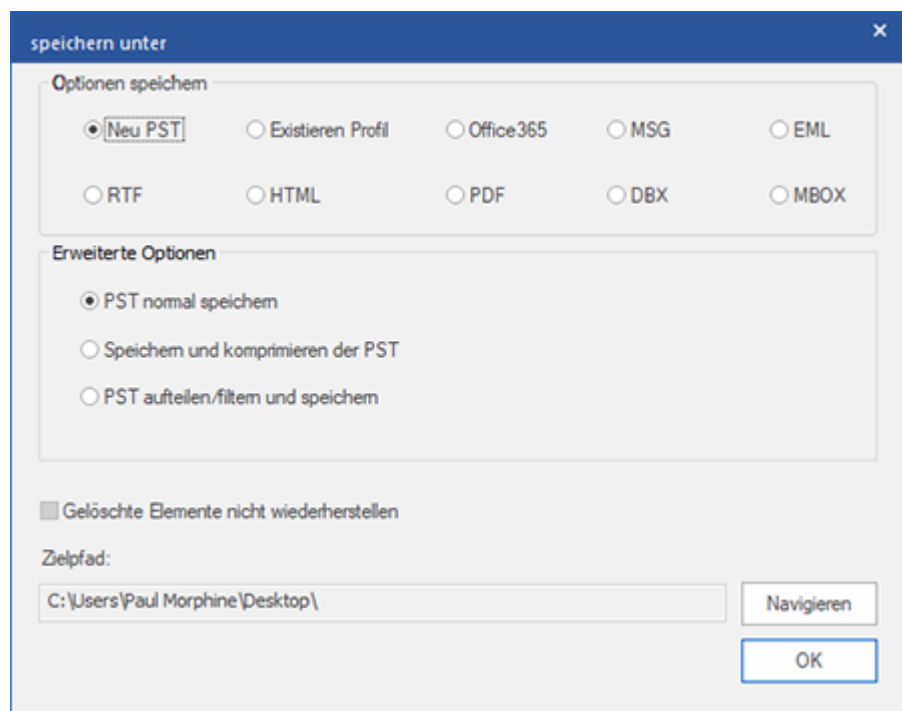 speichern unter
Optionen speichern
Neu PST Existieren Profil Office365 MSG EML
RTF HTML PDF DBX MBOX
Erweiterte Optionen
PST normal speichern
Speichern und komprimieren der PST
PST aufteilen/filtern und speichern
Gelöschte Elemente nicht wiederherstellen
Zielpfad:
C:\Users\Paul Morphine\Desktop\ Navigieren
OK